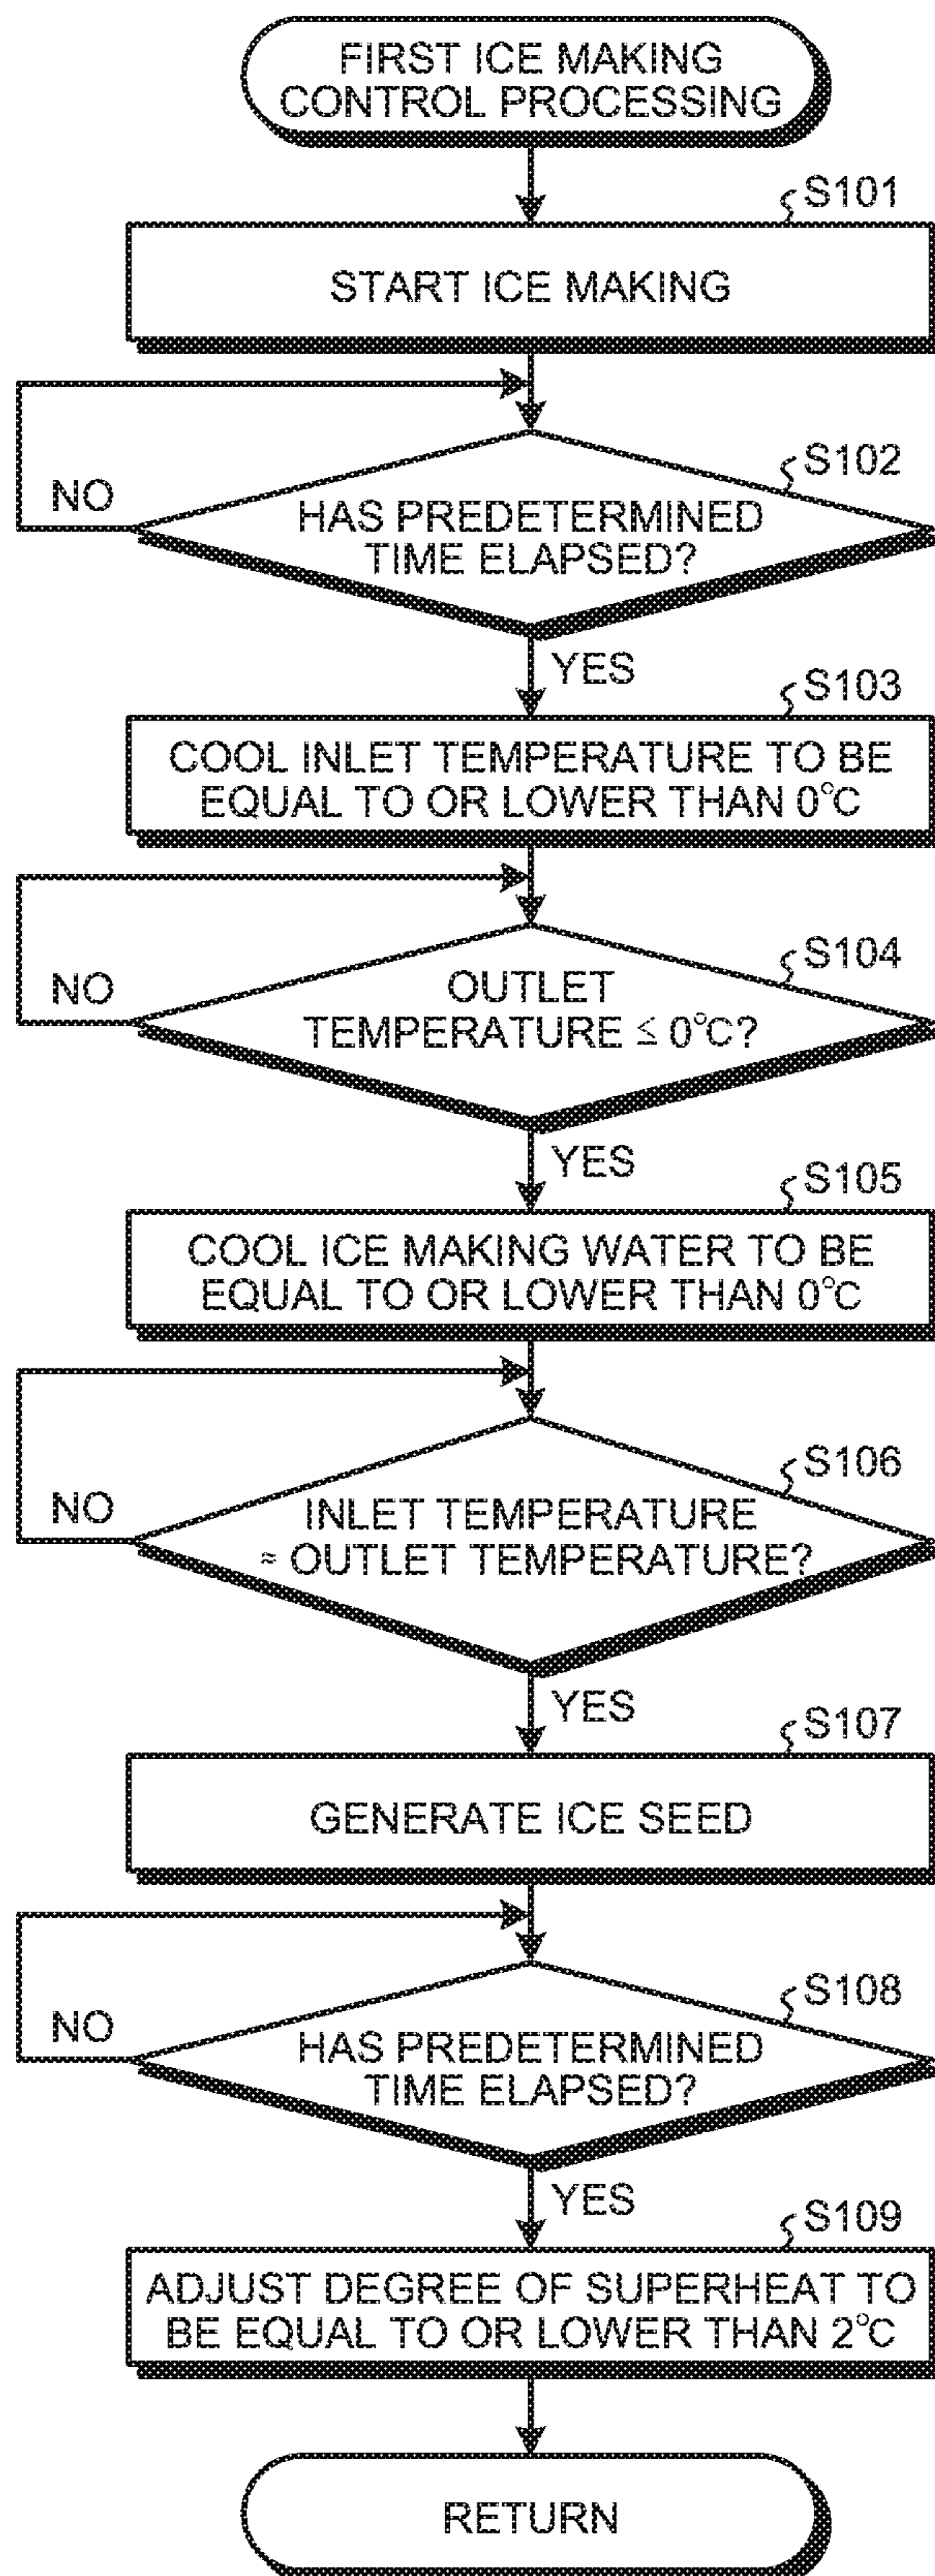 FIRST ICE MAKING
CONTROL PROCESSING
S101
START ICE MAKING
S102
NO
HAS PREDETERMINED
TIME ELAPSED?
YES
S103
COOL INLET TEMPERATURE TO BE
EQUAL TO OR LOWER THAN 0°C
S104
NO
OUTLET
TEMPERATURE ≤ 0°C?
YES
S105
COOL ICE MAKING WATER TO BE
EQUAL TO OR LOWER THAN 0°C
S106
NO
INLET TEMPERATURE
≈ OUTLET TEMPERATURE?
YES
S107
GENERATE ICE SEED
S108
NO
HAS PREDETERMINED
TIME ELAPSED?
YES
S109
ADJUST DEGREE OF SUPERHEAT TO
BE EQUAL TO OR LOWER THAN 2°C
RETURN